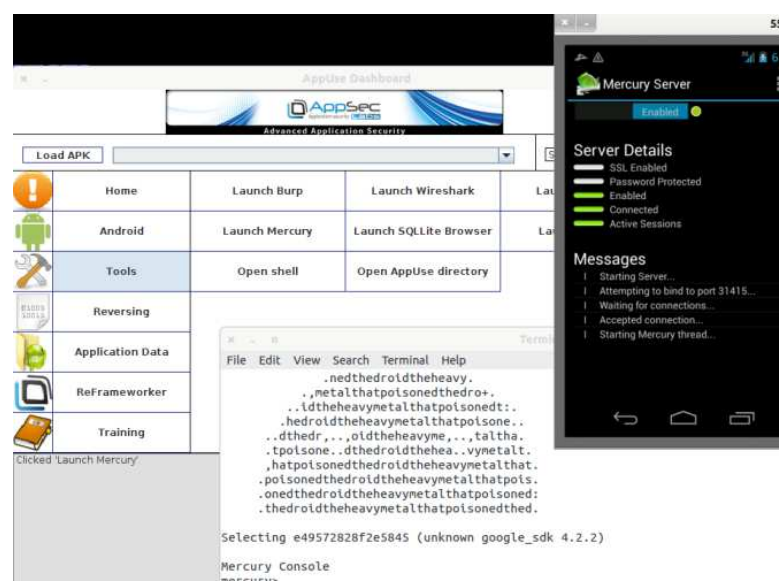 AppUse Dashboard
AppSec
Labs
Advanced Application Security
Load APK
Home
Launch Burp
Launch Wireshark
Android
Launch Mercury
Launch SQLLite Browser
Tools
Open shell
Open AppUse directory
Reversing
Application Data
ReFrameworker
Training
Clicked 'Launch Mercury'
Mercury Server
Enabled
Server Details
SSL Enabled
Password Protected
Enabled
Connected
Active Sessions
Messages
Starting Server...
Attempting to bind to port 31415...
Waiting for connections...
Accepted connection...
Starting Mercury thread...
File Edit View Search Terminal Help
.nedthedroidtheheavy.
.,metalthatpoisonedthedro+.
..idtheheavymetalthatpoisonedt:.
.hedroidtheheavymetalthatpoisone..
..dthedr,..,oidtheheavyme,..,taltha.
.tpoisone..dthedroidthehea..vymetalt.
,hatpoisonedthedroidtheheavymetalthat.
.poisonedthedroidtheheavymetalthatpois.
.onedthedroidtheheavymetalthatpoisoned:
.thedroidtheheavymetalthatpoisonedthed.
Selecting e49572828f2e5845 (unknown google_sdk 4.2.2)
Mercury Console
mercury>